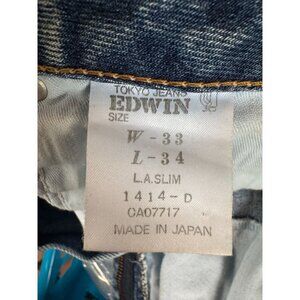 TOKYO JEANS
EDWIN
SIZE
W-33
L-34
L.A.SLIM
1414-D
CA07717
MADE IN JAPAN